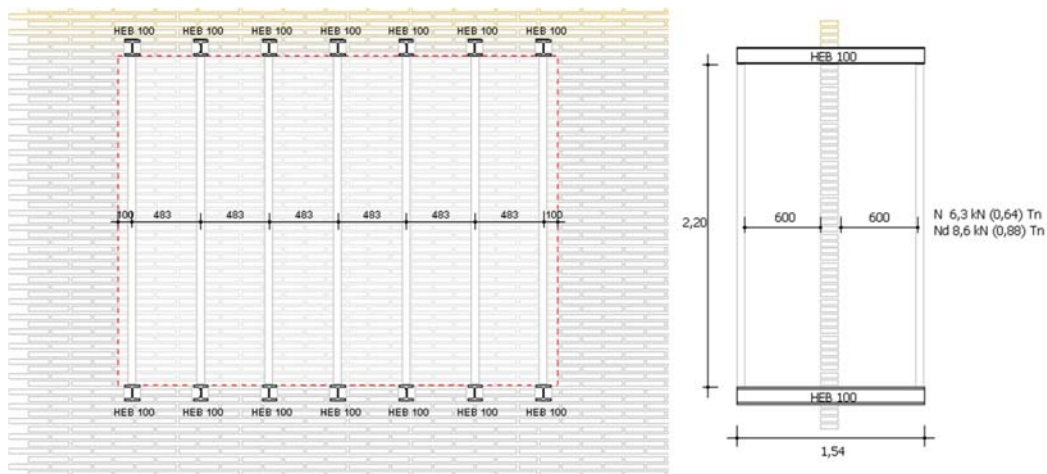 HEB 100 HEB 100 HEB 100 HEB 100 HEB 100 HEB 100 HEB 100
100 483 483 483 483 483 483 100
HEB 100 HEB 100 HEB 100 HEB 100 HEB 100 HEB 100 HEB 100
HEB 100
2,20
600 600
N 6,3 kN (0,64) Tn
Nd 8,6 kN (0,88) Tn
HEB 100
1,54